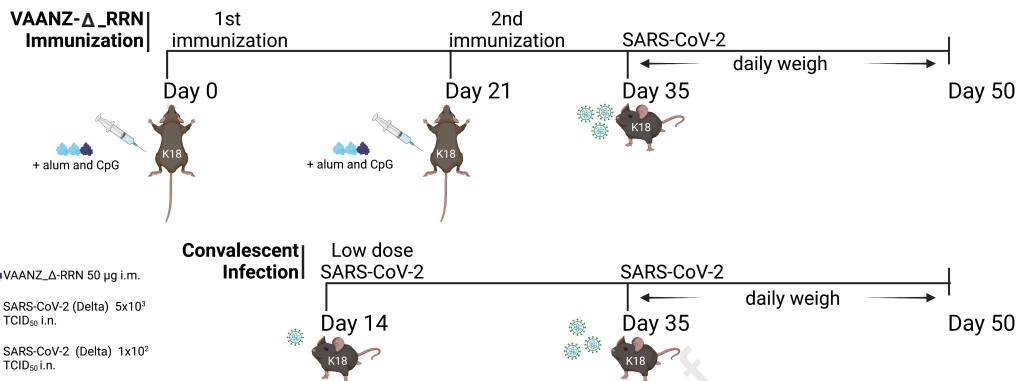 VAANZ-Δ_RRN
Immunization
1st
immunization
2nd
immunization
SARS-CoV-2
daily weigh
Day 0
Day 21
Day 35
Day 50
+ alum and CpG
K18
+ alum and CpG
K18
K18
Convalescent
Infection
Low dose
SARS-CoV-2
SARS-CoV-2
daily weigh
Day 14
Day 35
Day 50
K18
K18
VAANZ_Δ-RRN 50 µg i.m.
SARS-CoV-2 (Delta) 5x10³
TCID₅₀ i.n.
SARS-CoV-2 (Delta) 1x10²
TCID₅₀ i.n.